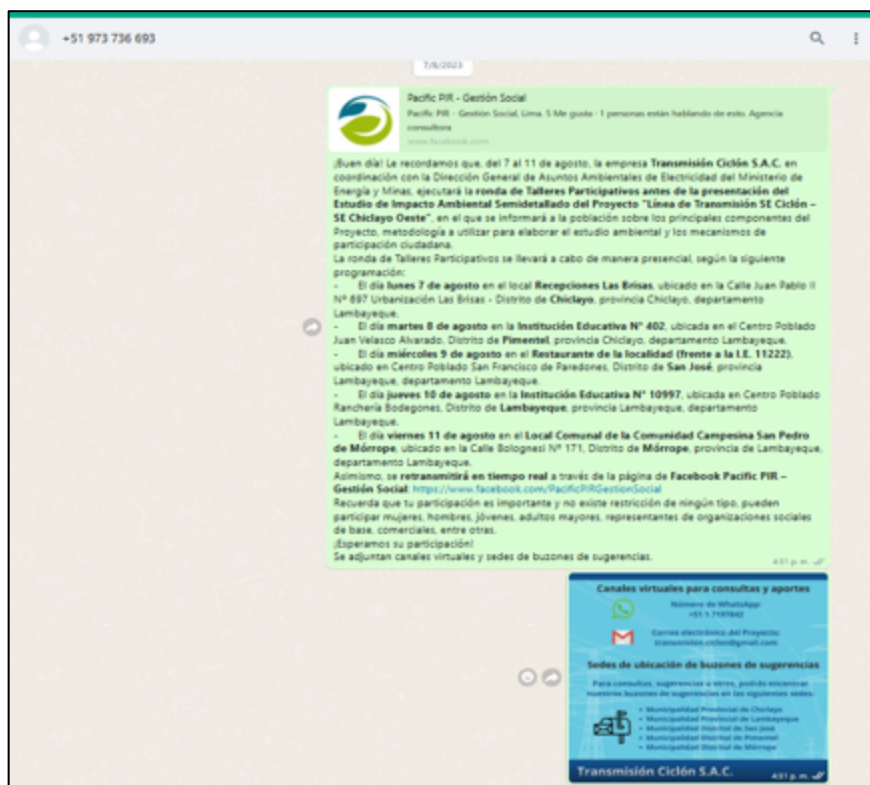 +51 973 736 693
7/8/2023
Pacific PIR - Gestión Social
Pacific PIR - Gestión Social, Lima. 5 Me gusta · 1 personas están hablando de esto. Agencia
consultora
www.facebook.com
¡Buen día! Le recordamos que, del 7 al 11 de agosto, la empresa Transmisión Ciclón S.A.C. en
coordinación con la Dirección General de Asuntos Ambientales de Electricidad del Ministerio de
Energía y Minas, ejecutará la ronda de Talleres Participativos antes de la presentación del
Estudio de Impacto Ambiental Semidetallado del Proyecto "Línea de Transmisión SE Ciclón –
SE Chiclayo Oeste", en el que se informará a la población sobre los principales componentes del
Proyecto, metodología a utilizar para elaborar el estudio ambiental y los mecanismos de
participación ciudadana.
La ronda de Talleres Participativos se llevará a cabo de manera presencial, según la siguiente
programación:
- El día lunes 7 de agosto en el local Recepciones Las Brisas, ubicado en la Calle Juan Pablo II
Nº 697 Urbanización Las Brisas - Distrito de Chiclayo, provincia Chiclayo, departamento
Lambayeque.
- El día martes 8 de agosto en la Institución Educativa N° 402, ubicada en el Centro Poblado
Juan Velasco Alvarado, Distrito de Pimentel, provincia Chiclayo, departamento Lambayeque.
- El día miércoles 9 de agosto en el Restaurante de la localidad (frente a la I.E. 11222),
ubicado en Centro Poblado San Francisco de Paredones, Distrito de San José, provincia
Lambayeque, departamento Lambayeque.
- El día jueves 10 de agosto en la Institución Educativa N° 10997, ubicada en Centro Poblado
Ranchería Bodegones, Distrito de Lambayeque, provincia Lambayeque, departamento
Lambayeque.
- El día viernes 11 de agosto en el Local Comunal de la Comunidad Campesina San Pedro
de Mórrope, ubicado en la Calle Bolognesi Nº 171, Distrito de Mórrope, provincia de Lambayeque,
departamento Lambayeque.
Asimismo, se retransmitirá en tiempo real a través de la página de Facebook Pacific PIR –
Gestión Social: https://www.facebook.com/PacificPIRGestionSocial
Recuerda que tu participación es importante y no existe restricción de ningún tipo, pueden
participar mujeres, hombres, jóvenes, adultos mayores, representantes de organizaciones sociales
de base, comerciales, entre otras.
¡Esperamos su participación!
Se adjuntan canales virtuales y sedes de buzones de sugerencias.
4:51 p. m.
Canales virtuales para consultas y aportes
Número de WhatsApp:
+51 1 7197842
Correo electrónico del Proyecto:
transmision.ciclon@gmail.com
Sedes de ubicación de buzones de sugerencias
Para consultas, sugerencias u otros, podrás encontrar
nuestros buzones de sugerencias en las siguientes sedes:
• Municipalidad Provincial de Chiclayo
• Municipalidad Provincial de Lambayeque
• Municipalidad Distrital de San José
• Municipalidad Distrital de Pimentel
• Municipalidad Distrital de Mórrope
Transmisión Ciclón S.A.C.
4:51 p. m.